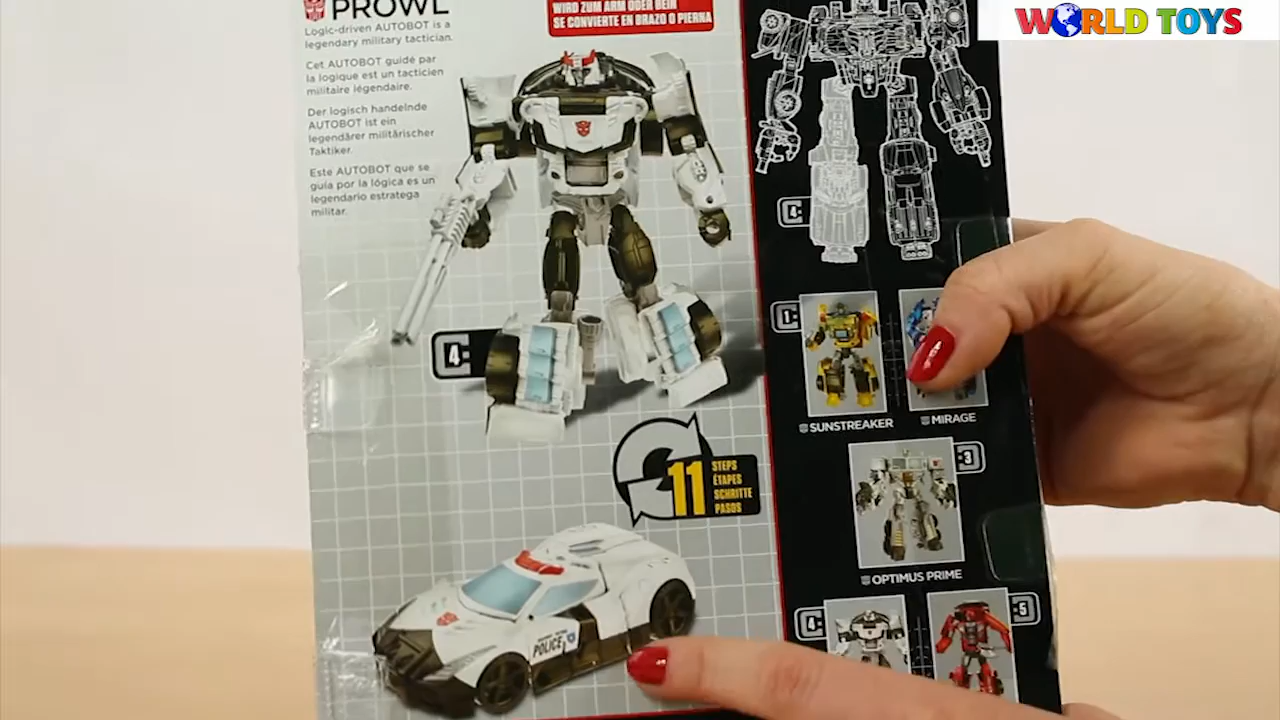 PROWL
Logic-driven AUTOBOT is a
legendary military tactician.
Cet AUTOBOT guidé par
la logique est un tacticien
militaire légendaire.
Der logisch handelnde
AUTOBOT ist ein
legendärer militärischer
Taktiker.
Este AUTOBOT que se
guía por la lógica es un
legendario estratega
militar.
WIRD ZUM ARM ODER BEIN
SE CONVIERTE EN BRAZO O PIERNA
WORLD TOYS
4
4
11 STEPS
ÉTAPES
SCHRITTE
PASOS
POLICE
1
SUNSTREAKER
MIRAGE
3
OPTIMUS PRIME
4
5